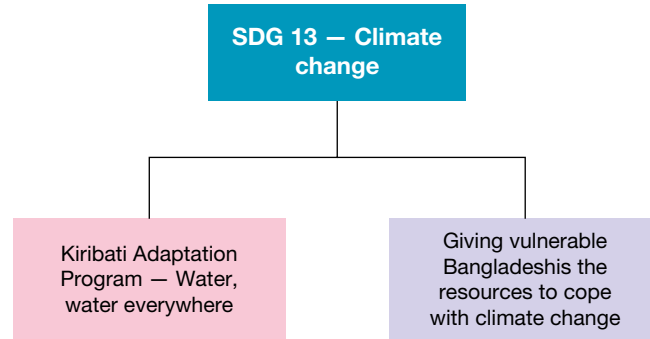 SDG 13 — Climate
change
Kiribati Adaptation
Program — Water,
water everywhere
Giving vulnerable
Bangladeshis the
resources to cope
with climate change